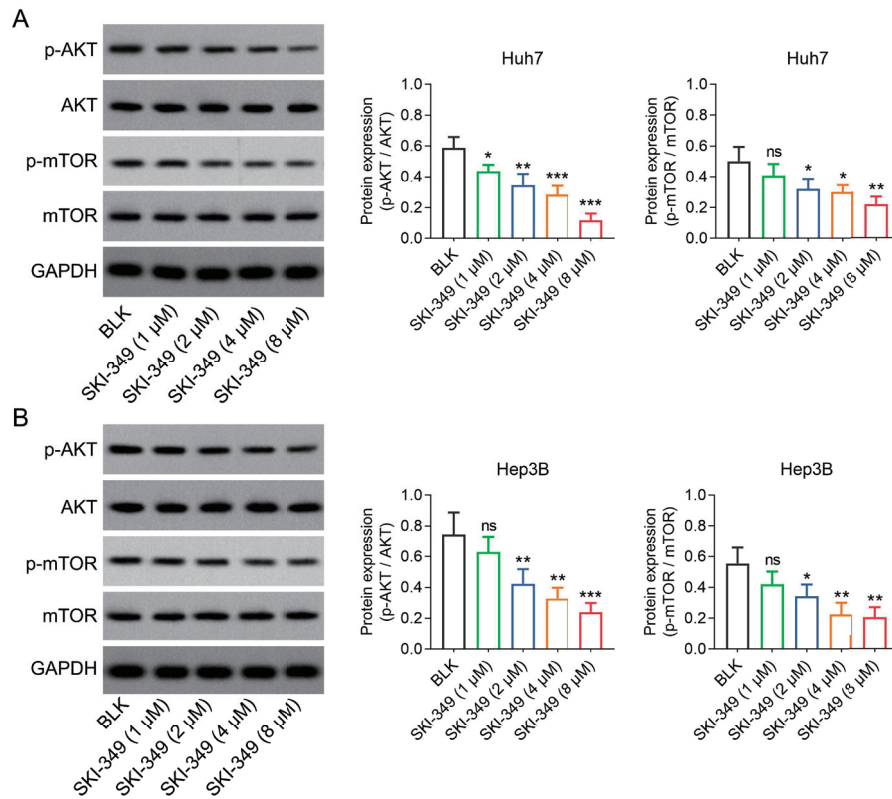 A
p-AKT
AKT
p-mTOR
mTOR
GAPDH
BLK
SKI-349 (1 µM)
SKI-349 (2 µM)
SKI-349 (4 µM)
SKI-349 (8 µM)
Huh7
Protein expression
(p-AKT / AKT)
1.0
0.8
0.6
0.4
0.2
0.0
*
**
***
***
BLK
SKI-349 (1 µM)
SKI-349 (2 µM)
SKI-349 (4 µM)
SKI-349 (8 µM)
Huh7
Protein expression
(p-mTOR / mTOR)
1.0
0.8
0.6
0.4
0.2
0.0
ns
*
*
**
BLK
SKI-349 (1 µM)
SKI-349 (2 µM)
SKI-349 (4 µM)
SKI-349 (8 µM)
B
p-AKT
AKT
p-mTOR
mTOR
GAPDH
BLK
SKI-349 (1 µM)
SKI-349 (2 µM)
SKI-349 (4 µM)
SKI-349 (8 µM)
Hep3B
Protein expression
(p-AKT / AKT)
1.0
0.8
0.6
0.4
0.2
0.0
ns
**
**
***
BLK
SKI-349 (1 µM)
SKI-349 (2 µM)
SKI-349 (4 µM)
SKI-349 (8 µM)
Hep3B
Protein expression
(p-mTOR / mTOR)
1.0
0.8
0.6
0.4
0.2
0.0
ns
*
**
**
BLK
SKI-349 (1 µM)
SKI-349 (2 µM)
SKI-349 (4 µM)
SKI-349 (8 µM)